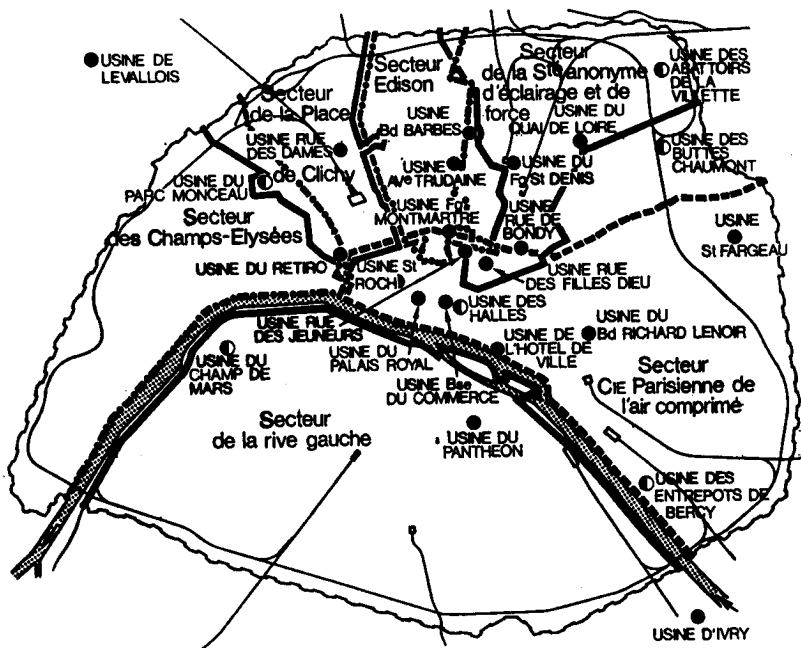 USINE DE
LEVALLOIS
Secteur
de la Place
de Clichy
Secteur
Edison
Secteur
de la Sté anonyme
d'éclairage et de
force
USINE DES
ABATTOIRS
DE LA
VILLETTE
USINE
Bd BARBES
USINE DU
QUAI DE LOIRE
USINE RUE
DES DAMES
USINE DES
BUTTES
CHAUMONT
USINE
AVe TRUDAINE
USINE DU
Fg St DENIS
USINE DU
PARC MONCEAU
USINE Fg
MONTMARTRE
USINE
RUE DE
BONDY
Secteur
des Champs-Elysées
USINE
St FARGEAU
USINE DU RETIRO
USINE St
ROCH
USINE RUE
DES FILLES DIEU
USINE DES
HALLES
USINE RUE
DES JEUNEURS
USINE DU
PALAIS ROYAL
USINE DE
L'HOTEL DE
VILLE
USINE DU
Bd RICHARD LENOIR
USINE DU
CHAMP DE
MARS
USINE Bse
DU COMMERCE
Secteur
CIE Parisienne de
l'air comprimé
Secteur
de la rive gauche
USINE DU
PANTHEON
USINE DES
ENTREPOTS DE
BERCY
USINE D'IVRY